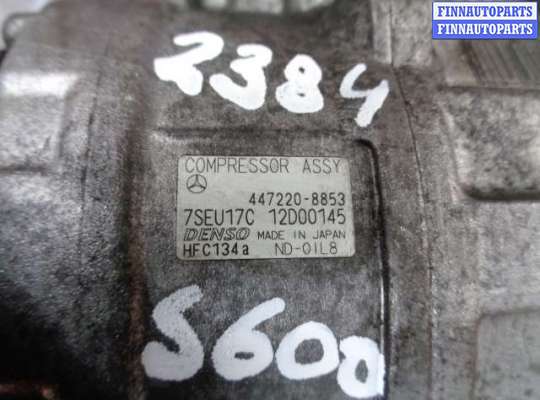 FINNAUTOPARTS
FINNAUTOPARTS
2384
COMPRESSOR ASSY
447220-8853
7SEU17C 12D00145
DENSO MADE IN JAPAN
HFC134a ND-OIL8
S600